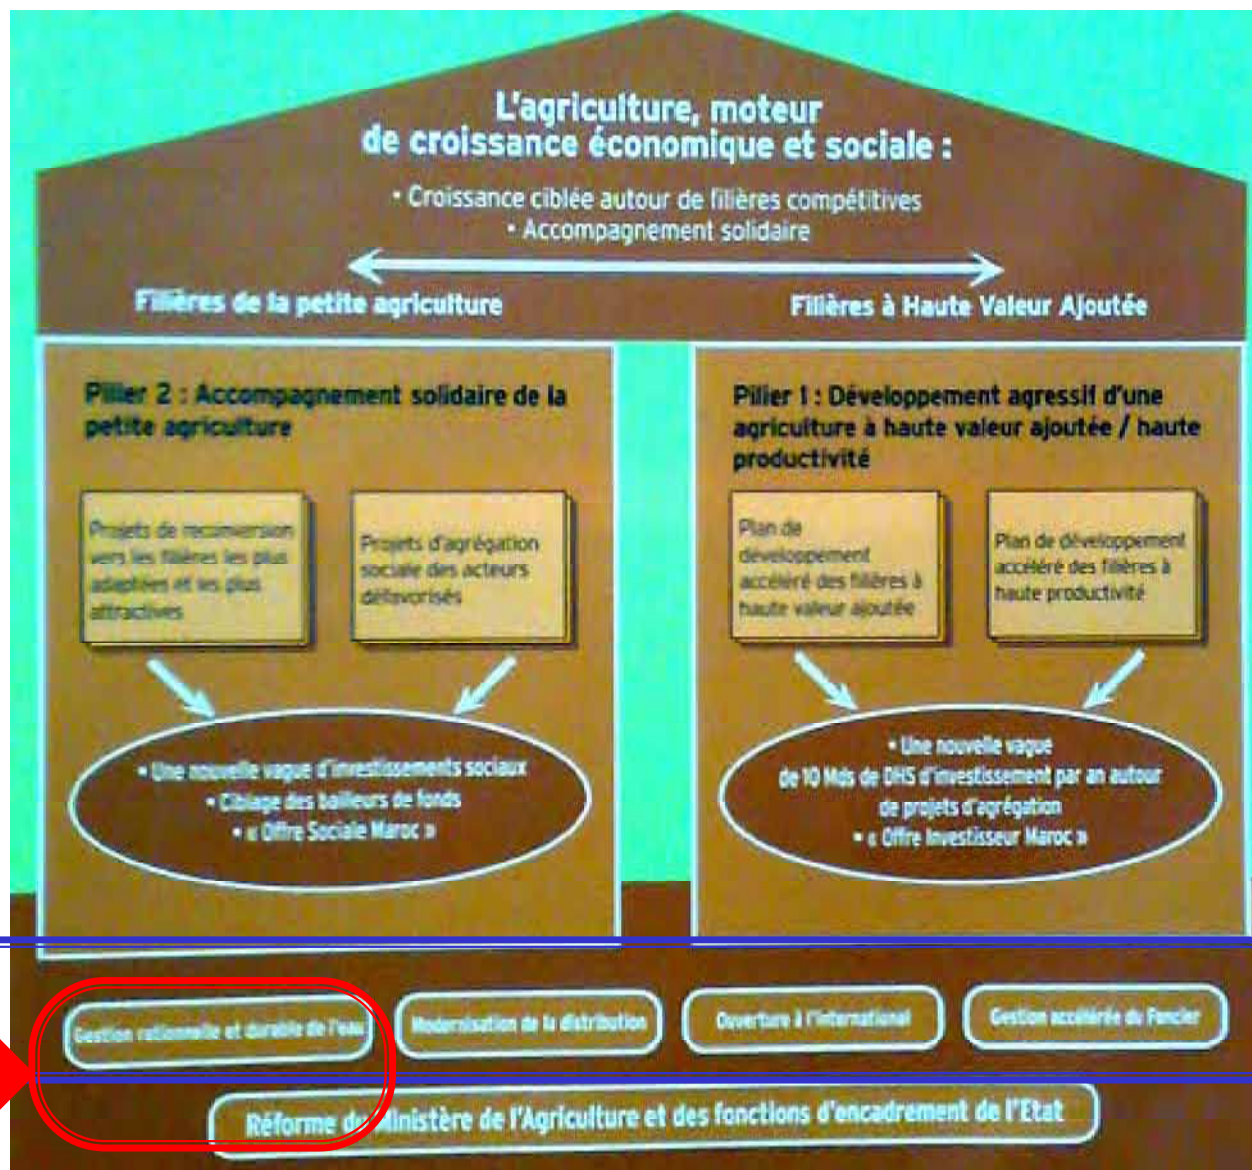 L'agriculture, moteur
de croissance économique et sociale :
• Croissance ciblée autour de filières compétitives
• Accompagnement solidaire
Filières de la petite agriculture
Filières à Haute Valeur Ajoutée
Pilier 2 : Accompagnement solidaire de la
petite agriculture
Projets de reconversion
vers les filières les plus
adaptées et les plus
attractives
Projets d'agrégation
sociale des acteurs
défavorisés
• Une nouvelle vague d'investissements sociaux
• Ciblage des bailleurs de fonds
• « Offre Sociale Maroc »
Pilier 1 : Développement agressif d'une
agriculture à haute valeur ajoutée / haute
productivité
Plan de
développement
accéléré des filières à
haute valeur ajoutée
Plan de développement
accéléré des filières à
haute productivité
• Une nouvelle vague
de 10 Mds de DHS d'investissement par an autour
de projets d'agrégation
• « Offre Investisseur Maroc »
Gestion rationnelle et durable de l'eau
Modernisation de la distribution
Ouverture à l'international
Gestion accélérée du Foncier
Réforme du Ministère de l'Agriculture et des fonctions d'encadrement de l'Etat